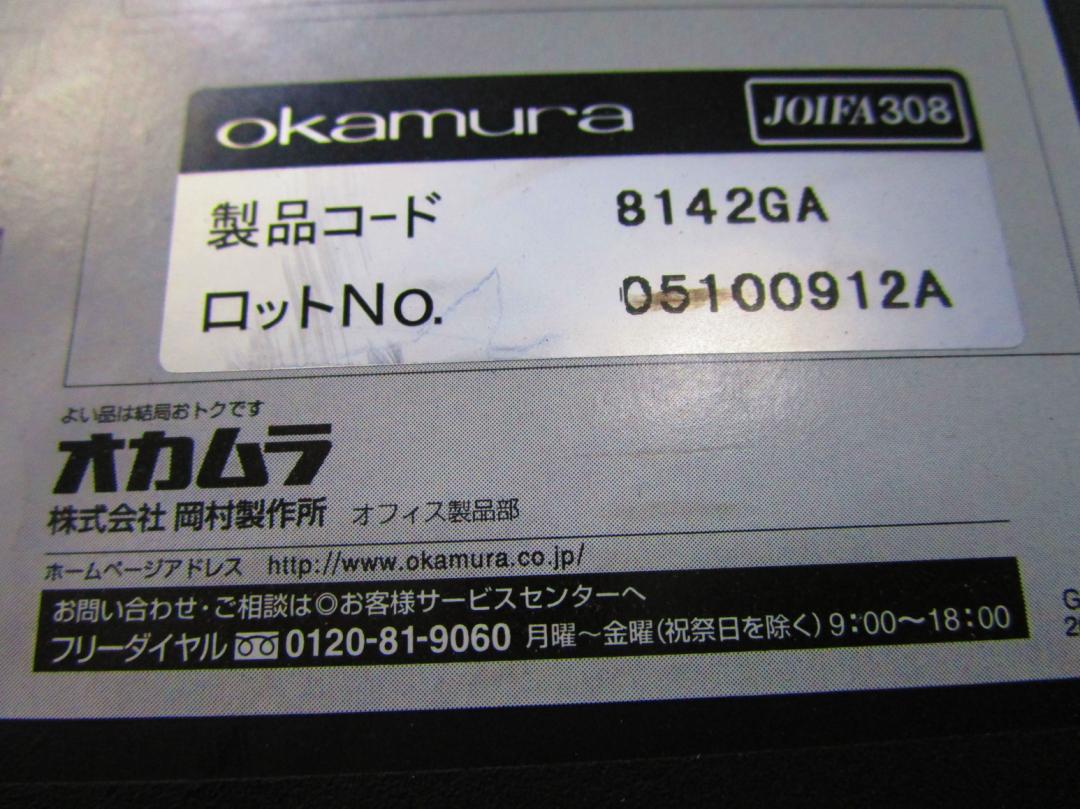 okamura JOIFA308
製品コード 8142GA
ロットNo. 05100912A
よい品は結局おトクです
オカムラ
株式会社 岡村製作所 オフィス製品部
ホームページアドレス http://www.okamura.co.jp/
お問い合わせ・ご相談は◎お客様サービスセンターへ
フリーダイヤル 0120-81-9060 月曜〜金曜(祝祭日を除く) 9:00〜18:00